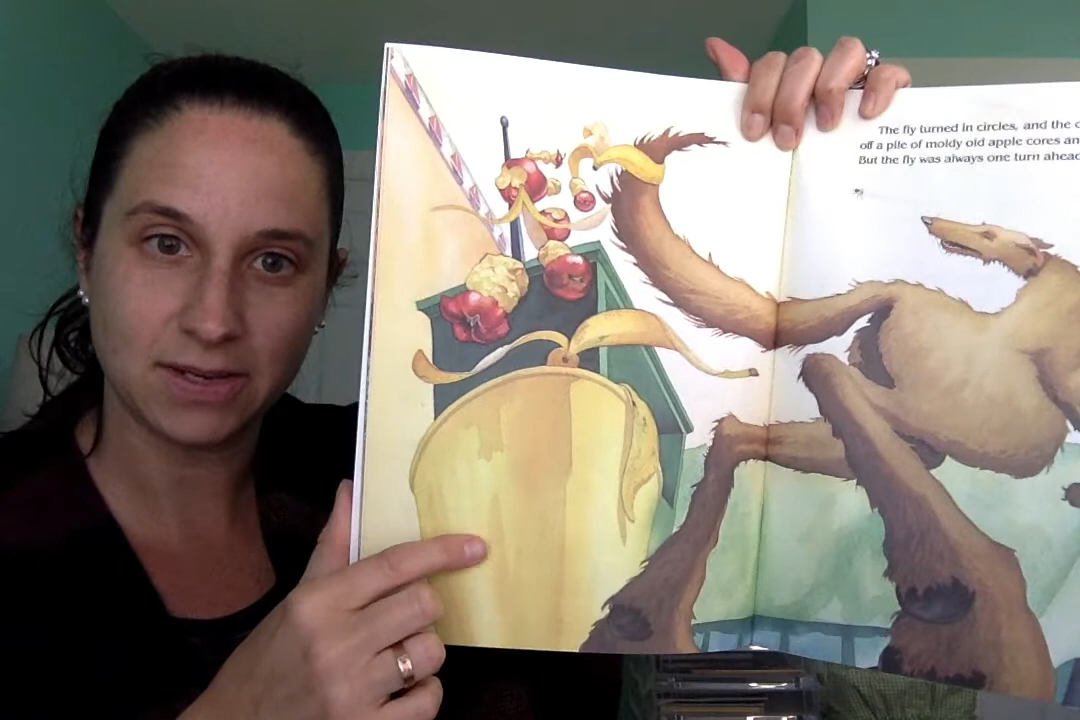 The fly turned in circles, and the
off a pile of moldy old apple cores
But the fly was always one turn ahead